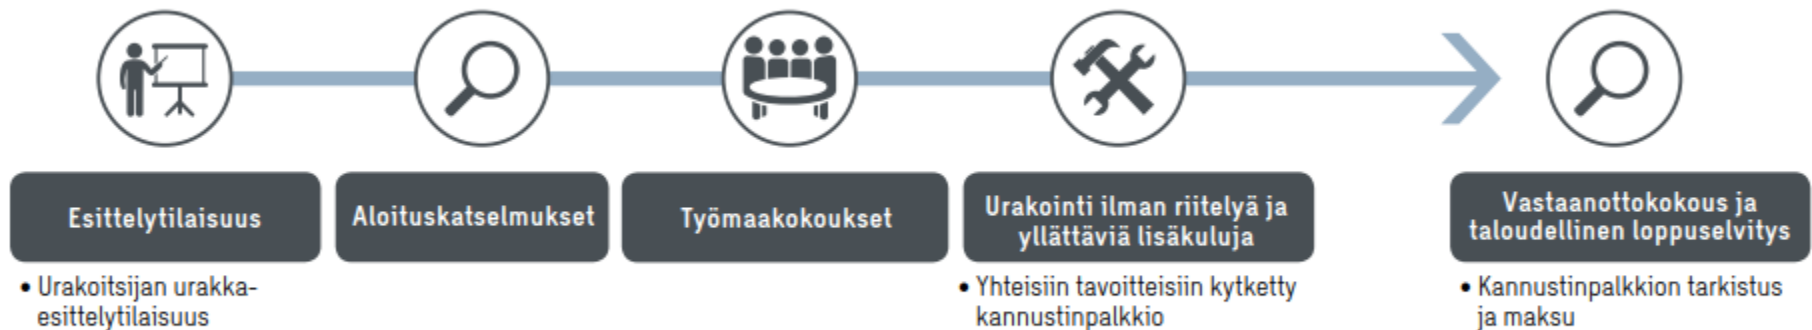 Esittelytilaisuus
• Urakoitsijan urakka-
esittelytilaisuus
Aloituskatselmukset
Työmaakokoukset
Urakointi ilman riitelyä ja
yllättäviä lisäkuluja
• Yhteisiin tavoitteisiin kytketty
kannustinpalkkio
Vastaanottokokous ja
taloudellinen loppuselvitys
• Kannustinpalkkion tarkistus
ja maksu